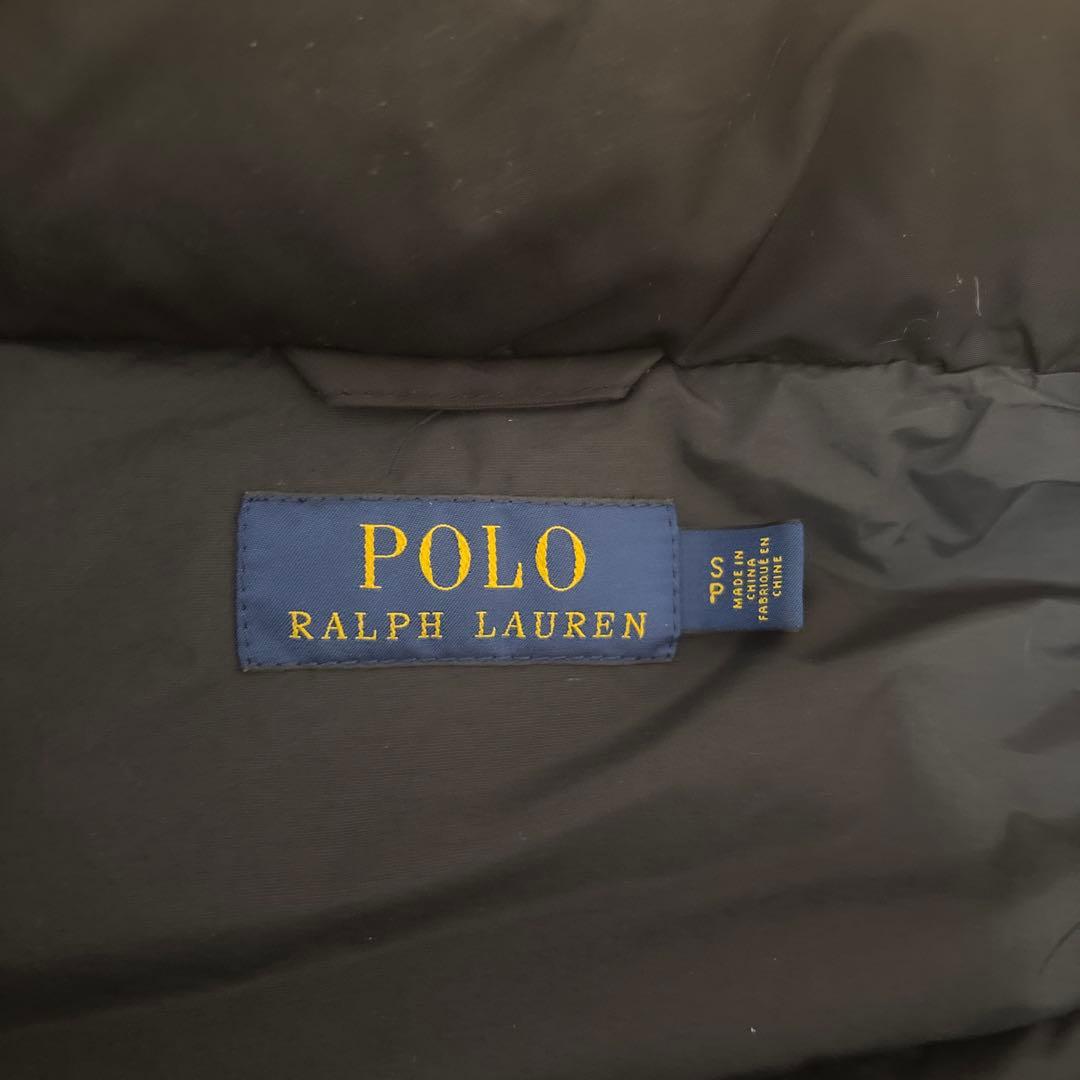 POLO
RALPH LAUREN
S
P
MADE IN
CHINA
FABRIQUÉ EN
CHINE